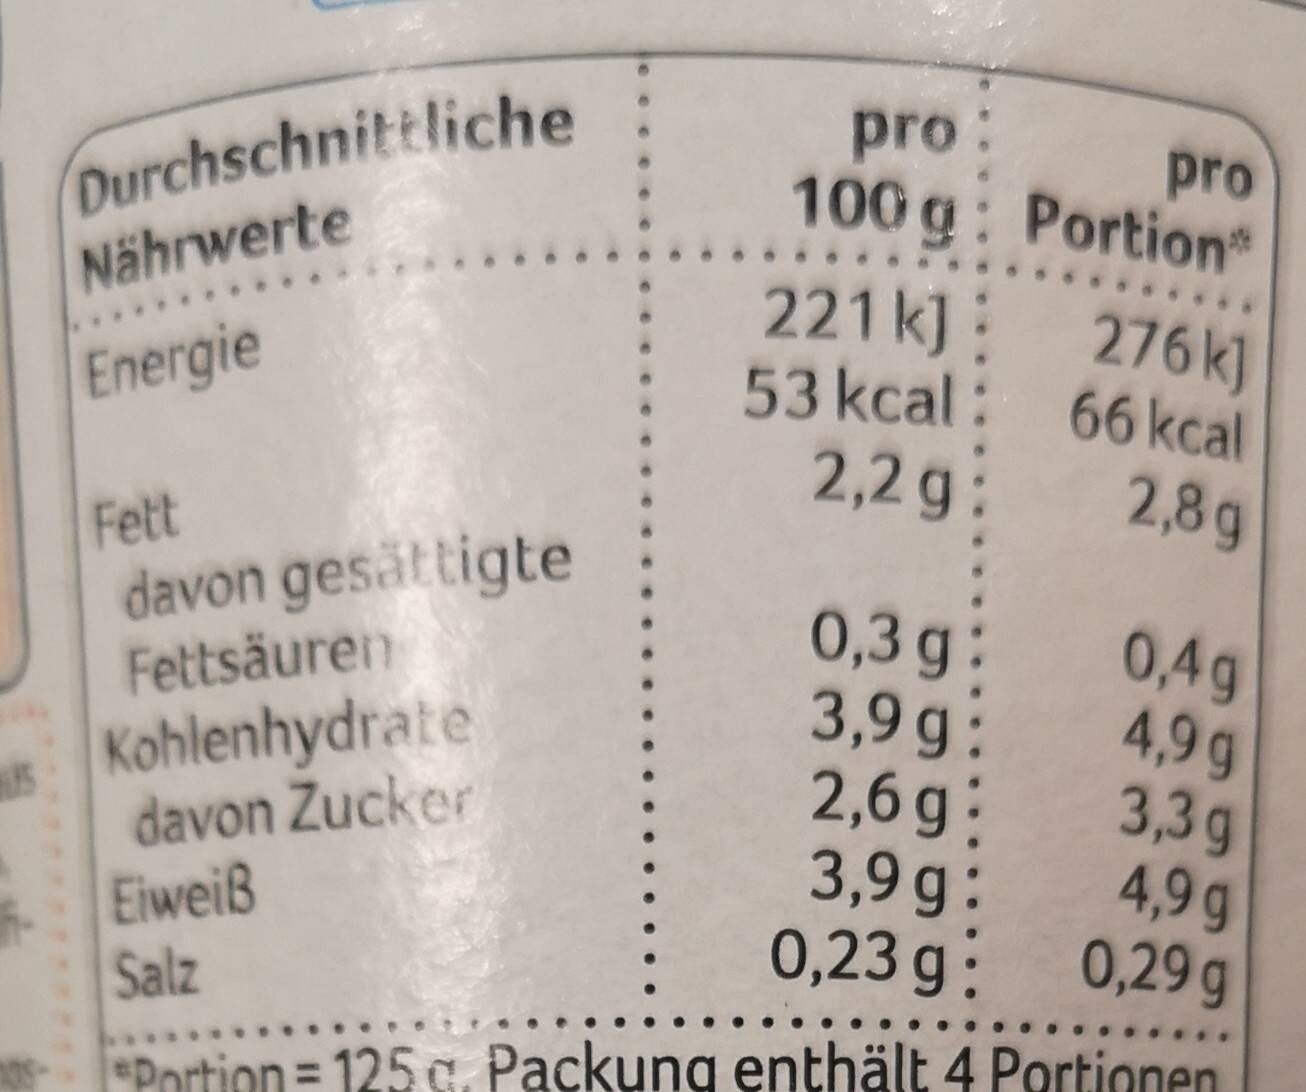 Durchschnittliche Nährwerte pro 100 g pro Portion*
Energie 221 kJ 276 kJ
53 kcal 66 kcal
Fett 2,2 g 2,8 g
davon gesättigte
Fettsäuren 0,3 g 0,4 g
Kohlenhydrate 3,9 g 4,9 g
davon Zucker 2,6 g 3,3 g
Eiweiß 3,9 g 4,9 g
Salz 0,23 g 0,29 g
*Portion = 125 g. Packung enthält 4 Portionen